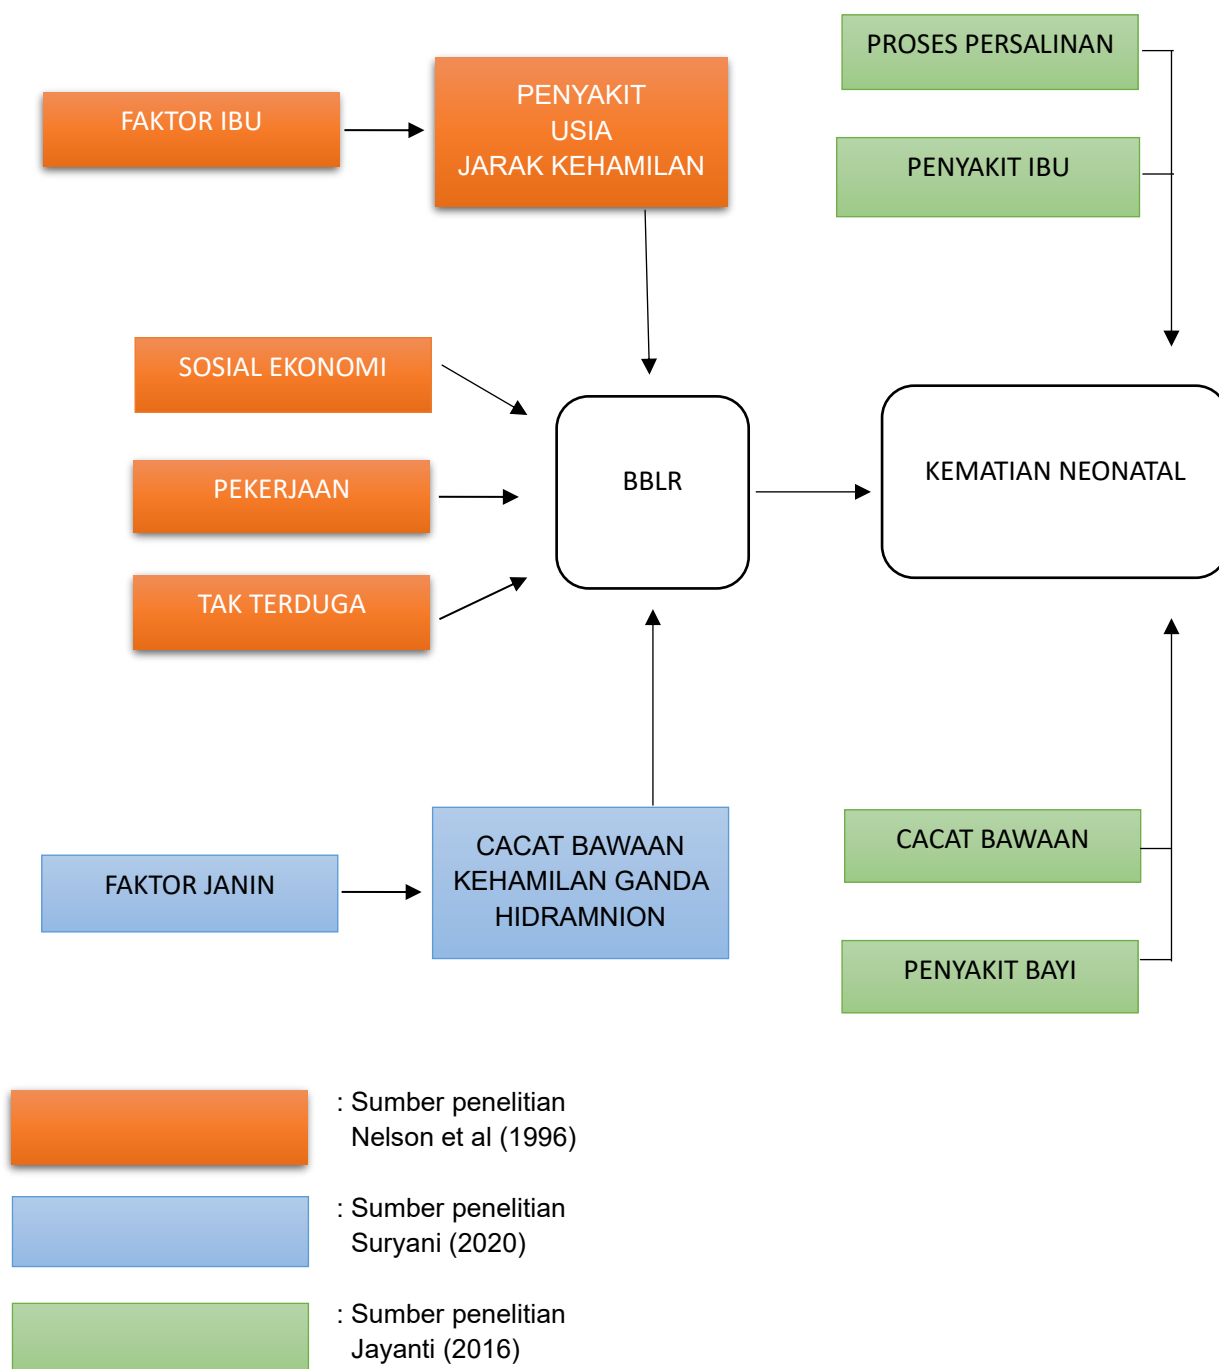 PROSES PERSALINAN
FAKTOR IBU
PENYAKIT
USIA
JARAK KEHAMILAN
PENYAKIT IBU
SOSIAL EKONOMI
PEKERJAAN
TAK TERDUGA
BBLR
KEMATIAN NEONATAL
FAKTOR JANIN
CACAT BAWAAN
KEHAMILAN GANDA
HIDRAMNION
CACAT BAWAAN
PENYAKIT BAYI
: Sumber penelitian
Nelson et al (1996)
: Sumber penelitian
Suryani (2020)
: Sumber penelitian
Jayanti (2016)